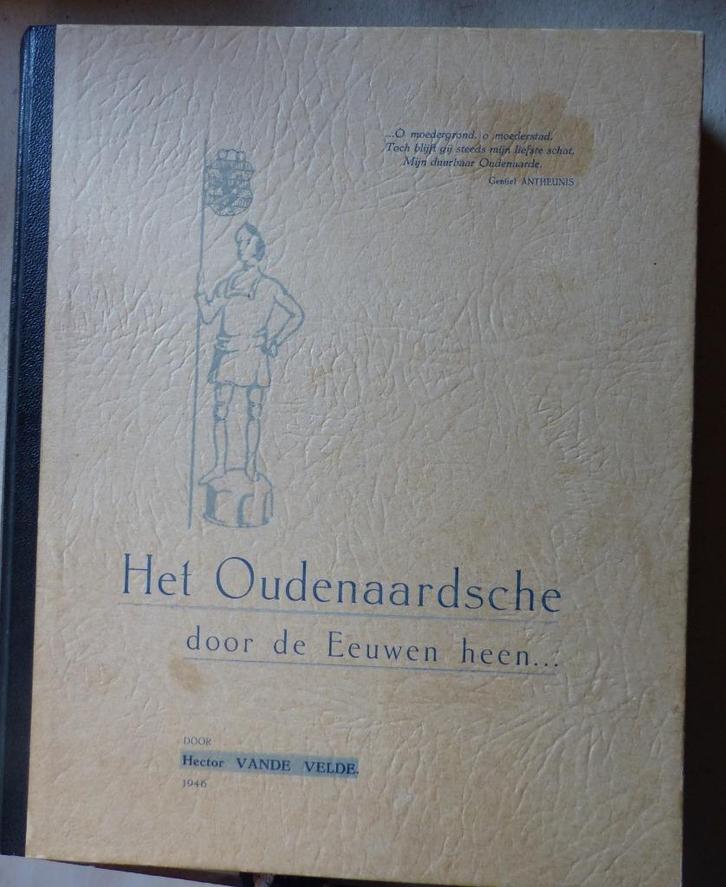 ...O moedergrond, o moederstad,
Toch blijft gij steeds mijn liefste schat,
Mijn duurbaar Oudenaarde.
Gentiel ANTHEUNIS
Het Oudenaardsche
door de Eeuwen heen...
DOOR
Hector VANDE VELDE.
1946